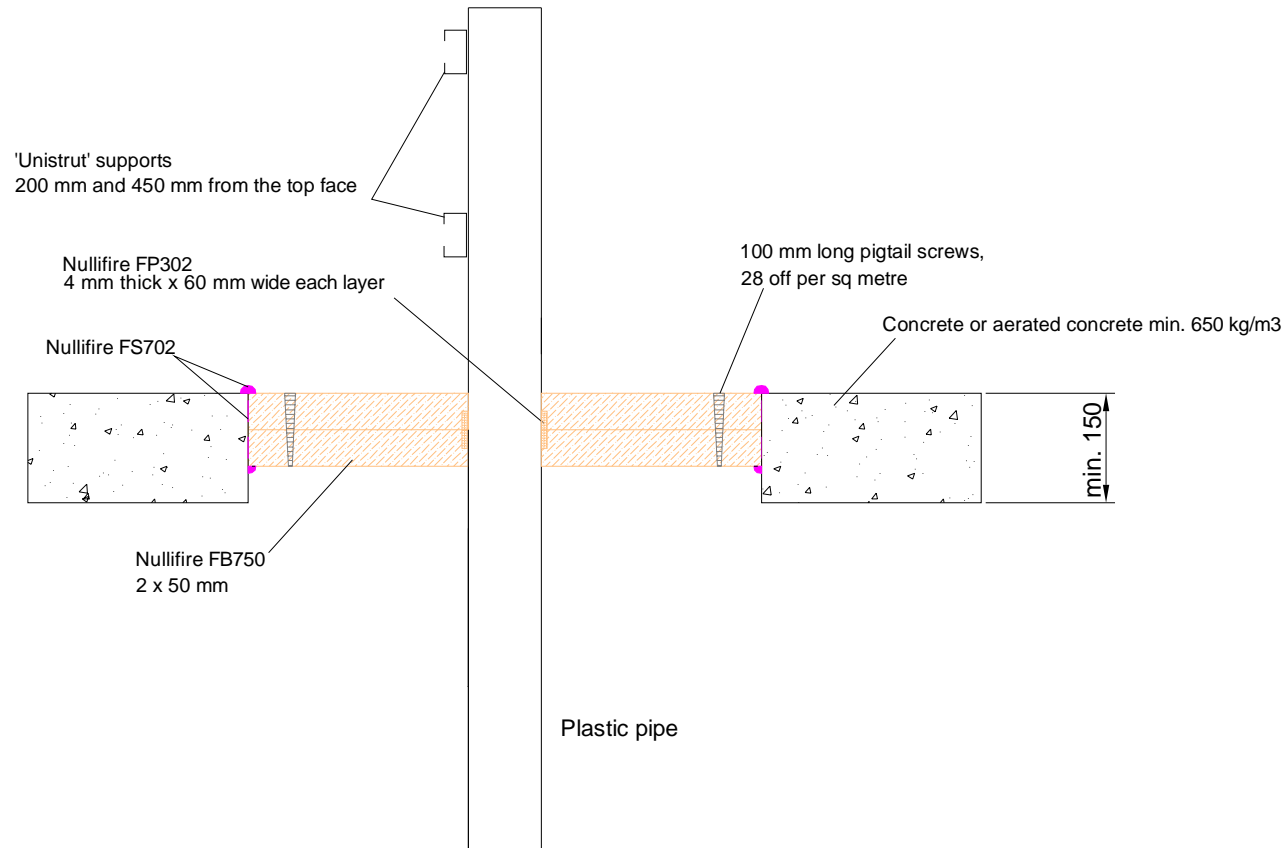 'Unistrut' supports
200 mm and 450 mm from the top face
Nullifire FP302
4 mm thick x 60 mm wide each layer
100 mm long pigtail screws,
28 off per sq metre
Concrete or aerated concrete min. 650 kg/m3
Nullifire FS702
min. 150
Nullifire FB750
2 x 50 mm
Plastic pipe